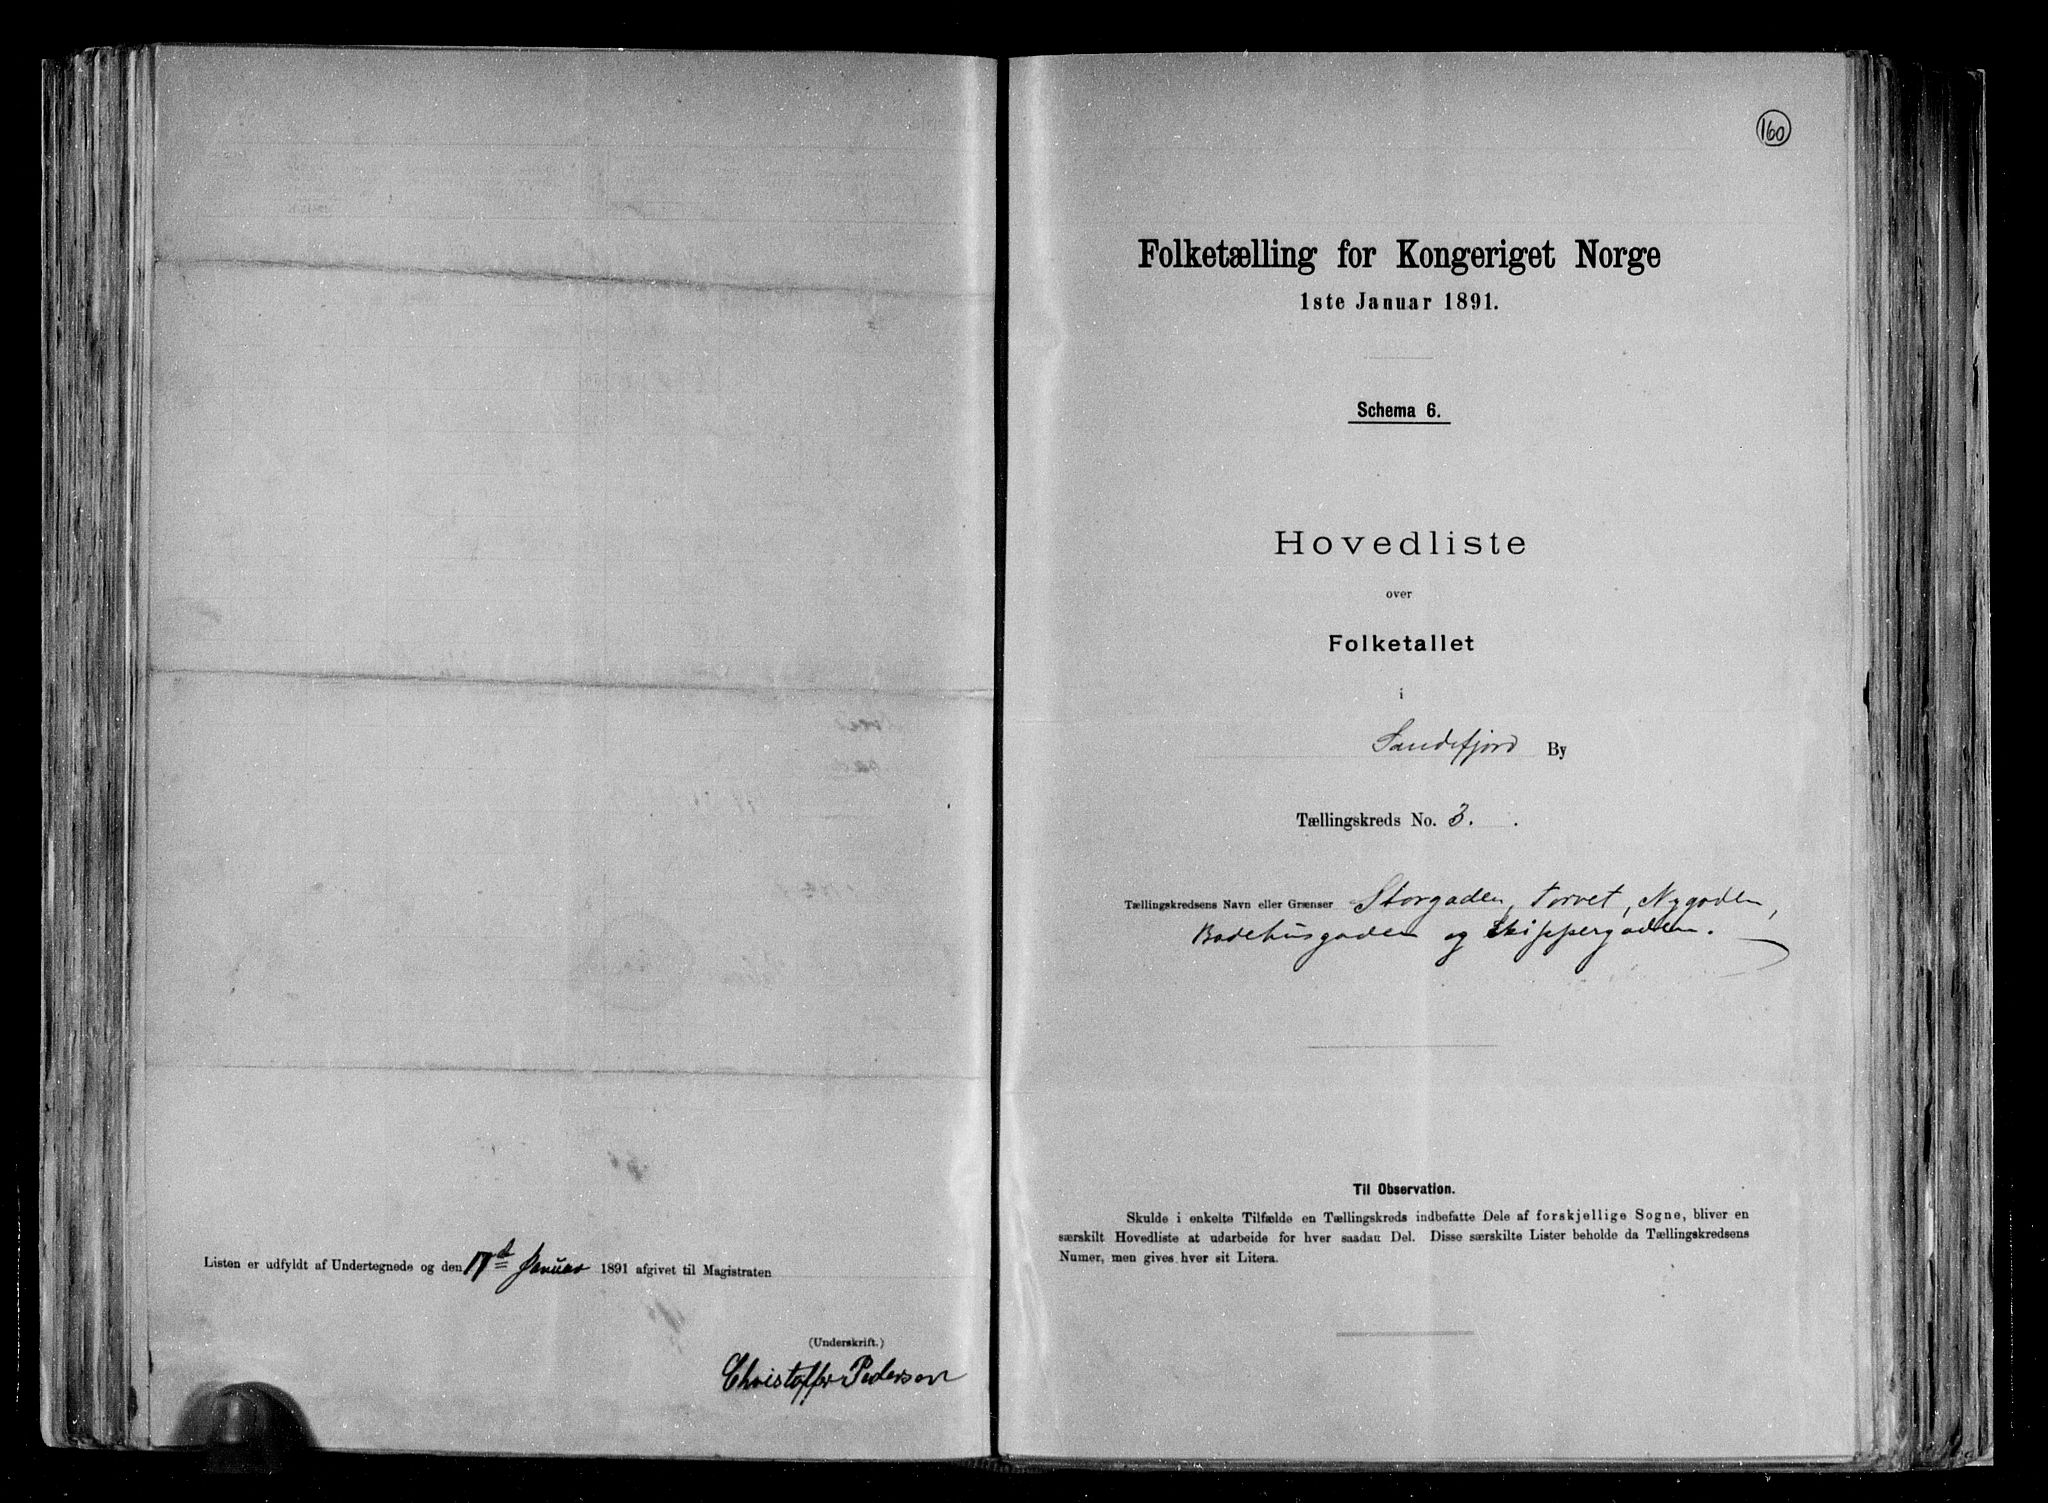 Listen er udfyldt af Undertegnede og den 17de Januar 1891 afgivet til Magistraten
(Underskrift.)
Christoffer Pedersen
160
Folketælling for Kongeriget Norge
1ste Januar 1891.
Schema 6.
Hovedliste
over
Folketallet
i
Sandefjord By
Tællingskreds No. 3.
Tællingskredsens Navn eller Grænser Storgaden, Torvet, Nygaden,
Badehusgaden og Skippergaden.
Til Observation.
Skulde i enkelte Tilfælde en Tællingskreds indbefatte Dele af forskjellige Sogne, bliver en
særskilt Hovedliste at udarbeide for hver saadan Del. Disse særskilte Lister beholde da Tællingskredsens
Numer, men gives hver sit Litera.